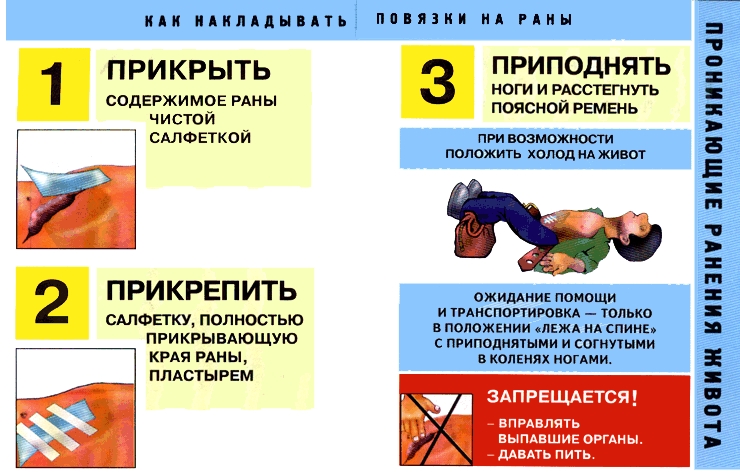 КАК НАКЛАДЫВАТЬ ПОВЯЗКИ НА РАНЫ
1
ПРИКРЫТЬ
СОДЕРЖИМОЕ РАНЫ
ЧИСТОЙ
САЛФЕТКОЙ
2
ПРИКРЕПИТЬ
САЛФЕТКУ, ПОЛНОСТЬЮ
ПРИКРЫВАЮЩУЮ
КРАЯ РАНЫ,
ПЛАСТЫРЕМ
3
ПРИПОДНЯТЬ
НОГИ И РАССТЕГНУТЬ
ПОЯСНОЙ РЕМЕНЬ
ПРИ ВОЗМОЖНОСТИ
ПОЛОЖИТЬ ХОЛОД НА ЖИВОТ
ОЖИДАНИЕ ПОМОЩИ
И ТРАНСПОРТИРОВКА — ТОЛЬКО
В ПОЛОЖЕНИИ «ЛЕЖА НА СПИНЕ»
С ПРИПОДНЯТЫМИ И СОГНУТЫМИ
В КОЛЕНЯХ НОГАМИ.
ЗАПРЕЩАЕТСЯ!
– ВПРАВЛЯТЬ
ВЫПАВШИЕ ОРГАНЫ.
– ДАВАТЬ ПИТЬ.
ПРОНИКАЮЩИЕ РАНЕНИЯ ЖИВОТА